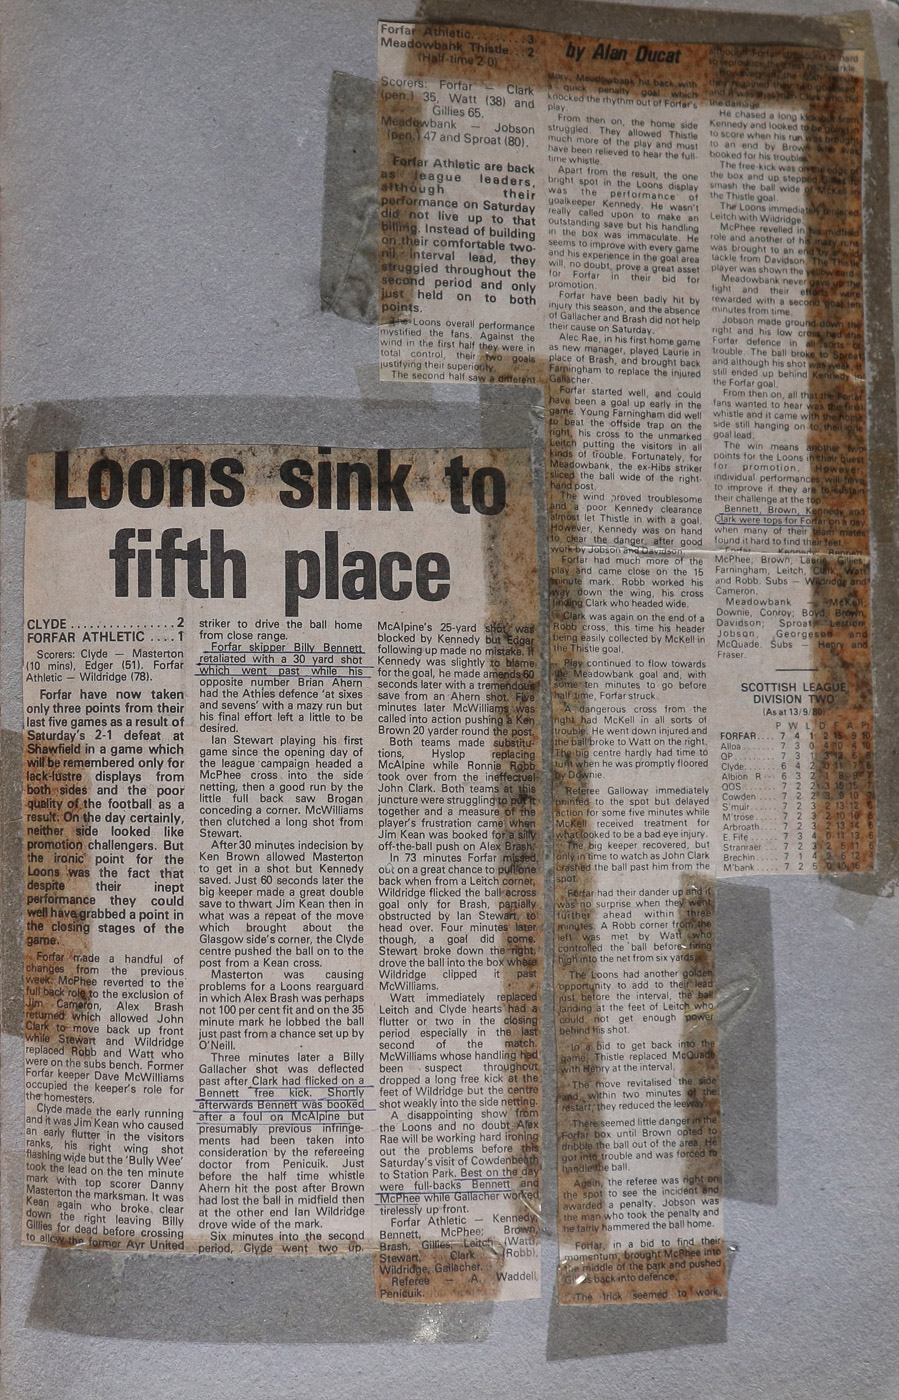 Loons sink to
fifth place
CLYDE .............. 2
FORFAR ATHLETIC .... 1
Scorers: Clyde — Masterton
(10 mins), Edger (51). Forfar
Athletic — Wildridge (78).
Forfar have now taken
only three points from their
last five games as a result of
Saturday's 2-1 defeat at
Shawfield in a game which
will be remembered only for
lack-lustre displays from
both sides and the poor
quality of the football as a
result. On the day certainly,
neither side looked like
promotion challengers. But
the ironic point for the
Loons was the fact that
despite their inept
performance they could
well have grabbed a point in
the closing stages of the
game.
Forfar made a handful of
changes from the previous
week. McPhee reverted to the
full back role to the exclusion of
Jim Cameron, Alex Brash
returned which allowed John
Clark to move back up front
while Stewart and Wildridge
replaced Robb and Watt who
were on the subs bench. Former
Forfar keeper Dave McWilliams
occupied the keeper's role for
the homesters.
Clyde made the early running
and it was Jim Kean who caused
an early flutter in the visitors
ranks, his right wing shot
flashing wide but the 'Bully Wee'
took the lead on the ten minute
mark with top scorer Danny
Masterton the marksman. It was
Kean again who broke clear
down the right leaving Billy
Gillies for dead before crossing
to allow the former Ayr United
striker to drive the ball home
from close range.
Forfar skipper Billy Bennett
retaliated with a 30 yard shot
which went past while his
opposite number Brian Ahern
had the Athies defence 'at sixes
and sevens' with a mazy run but
his final effort left a little to be
desired.
Ian Stewart playing his first
game since the opening day of
the league campaign headed a
McPhee cross into the side
netting, then a good run by the
little full back saw Brogan
conceding a corner. McWilliams
then clutched a long shot from
Stewart.
After 30 minutes indecision by
Ken Brown allowed Masterton
to get in a shot but Kennedy
saved. Just 60 seconds later the
big keeper made a great double
save to thwart Jim Kean then in
what was a repeat of the move
which brought about the
Glasgow side's corner, the Clyde
centre pushed the ball on to the
post from a Kean cross.
Masterton was causing
problems for a Loons rearguard
in which Alex Brash was perhaps
not 100 per cent fit and on the 35
minute mark he lobbed the ball
just past from a chance set up by
O'Neill.
Three minutes later a Billy
Gallacher shot was deflected
past after Clark had flicked on a
Bennett free kick. Shortly
afterwards Bennett was booked
after a foul on McAlpine but
presumably previous infringe-
ments had been taken into
consideration by the refereeing
doctor from Penicuik. Just
before the half time whistle
Ahern hit the post after Brown
had lost the ball in midfield then
at the other end Ian Wildridge
drove wide of the mark.
Six minutes into the second
period, Clyde went two up.
McAlpine's 25-yard shot was
blocked by Kennedy but Edgar
following up made no mistake. If
Kennedy was slightly to blame
for the goal, he made amends 60
seconds later with a tremendous
save from an Ahern shot. Five
minutes later McWilliams was
called into action pushing a Ken
Brown 20 yarder round the post.
Both teams made substitu-
tions, Hyslop replacing
McAlpine while Ronnie Robb
took over from the ineffectual
John Clark. Both teams at this
juncture were struggling to put it
together and a measure of the
player's frustration came when
Jim Kean was booked for a silly
off-the-ball push on Alex Brash.
In 73 minutes Forfar missed
out on a great chance to pull one
back when from a Leitch corner,
Wildridge flicked the ball across
goal only for Brash, partially
obstructed by Ian Stewart, to
head over. Four minutes later
though, a goal did come.
Stewart broke down the right,
drove the ball into the box where
Wildridge clipped it past
McWilliams.
Watt immediately replaced
Leitch and Clyde hearts had a
flutter or two in the closing
period especially in the last
second of the match.
McWilliams whose handling had
been suspect throughout
dropped a long free kick at the
feet of Wildridge but the centre
shot weakly into the side netting.
A disappointing show from
the Loons and no doubt Alex
Rae will be working hard ironing
out the problems before this
Saturday's visit of Cowdenbeath
to Station Park. Best on the day
were full-backs Bennett and
McPhee while Gallacher worked
tirelessly up front.
Forfar Athletic — Kennedy,
Bennett, McPhee, Brown,
Brash, Gillies, Leitch (Watt),
Stewart, Clark (Robb),
Wildridge, Gallacher.
Referee — A. Waddell,
Penicuik.
Forfar Athletic........3
Meadowbank Thistle..2
(Half-time 2-0)
Scorers: Forfar — Clark
(pen.) 35, Watt (38) and
Gillies 65.
Meadowbank — Jobson
(pen.) 47 and Sproat (80).
Forfar Athletic are back
as league leaders,
although their
performance on Saturday
did not live up to that
billing. Instead of building
on their comfortable two-
nil interval lead, they
struggled throughout the
second period and only
just held on to both
points.
The Loons overall performance
mystified the fans. Against the
wind in the first half they were in
total control, their two goals
justifying their superiority.
The second half saw a different
by Alan Ducat
story. Meadowbank hit back with
a quick penalty goal which
knocked the rhythm out of Forfar's
play.
From then on, the home side
struggled. They allowed Thistle
much more of the play and must
have been relieved to hear the full-
time whistle.
Apart from the result, the one
bright spot in the Loons display
was the performance of
goalkeeper Kennedy. He wasn't
really called upon to make an
outstanding save but his handling
in the box was immaculate. He
seems to improve with every game
and his experience in the goal area
will, no doubt, prove a great asset
for Forfar in their bid for
promotion.
Forfar have been badly hit by
injury this season, and the absence
of Gallacher and Brash did not help
their cause on Saturday.
Alec Rae, in his first home game
as new manager, played Laurie in
place of Brash, and brought back
Farningham to replace the injured
Gallacher.
Forfar started well, and could
have been a goal up early in the
game. Young Farningham did well
to beat the offside trap on the
right, his cross to the unmarked
Leitch putting the visitors in all
kinds of trouble. Fortunately, for
Meadowbank, the ex-Hibs striker
sliced the ball wide of the right-
hand post.
The wind proved troublesome
and a poor Kennedy clearance
almost let Thistle in with a goal.
However, Kennedy was on hand
to clear the danger, after good
work by Jobson and Davidson.
Forfar had much more of the
play and came close on the 15
minute mark. Robb worked his
way down the wing, his cross
finding Clark who headed wide.
Clark was again on the end of a
Robb cross, this time his header
being easily collected by McKell in
the Thistle goal.
Play continued to flow towards
the Meadowbank goal and, with
some ten minutes to go before
half time, Forfar struck.
A dangerous cross from the
right had McKell in all sorts of
trouble. He went down injured and
the ball broke to Watt on the right.
The big centre hardly had time to
turn when he was promptly floored
by Downie.
Referee Galloway immediately
pointed to the spot but delayed
action for some five minutes while
McKell received treatment for
what looked to be a bad eye injury.
The big keeper recovered, but
only in time to watch as John Clark
crashed the ball past him from the
spot.
Forfar had their dander up and it
was no surprise when they went
further ahead within three
minutes. A Robb corner from the
left was met by Watt who
controlled the ball before firing
high into the net from six yards.
The Loons had another golden
opportunity to add to their lead
just before the interval, the ball
landing at the feet of Leitch who
could not get enough power
behind his shot.
In a bid to get back into the
game, Thistle replaced McQuade
with Henry at the interval.
The move revitalised the side
and, within two minutes of the
restart, they reduced the leeway.
There seemed little danger in the
Forfar box until Brown opted to
dribble the ball out of the area. He
got into trouble and was forced to
handle the ball.
Again, the referee was right on
the spot to see the incident and
awarded a penalty. Jobson was
the man who took the penalty and
he fairly hammered the ball home.
Forfar, in a bid to find their
momentum, brought McPhee into
the middle of the park and pushed
Gillies back into defence.
The trick seemed to work,
the damage.
He chased a long kick out from
Kennedy and looked to be going in
to score when his run was brought
to an end by Brown who was
booked for his trouble.
The free kick was on the edge of
the box and up stepped Gillies to
smash the ball wide of McKell in
the Thistle goal.
The Loons immediately replaced
Leitch with Wildridge.
McPhee revelled in his midfield
role and another of his mazy runs
was brought to an end by a
tackle from Davidson. The Thistle
player was shown the yellow card.
Meadowbank never gave up the
fight and their efforts were
rewarded with a second goal ten
minutes from time.
Jobson made ground down the
right and his low cross had the
Forfar defence in all sorts of
trouble. The ball broke to Sproat
and although his shot was weak it
still ended up behind Kennedy in
the Forfar goal.
From then on, all that the Forfar
fans wanted to hear was the final
whistle and it came with the home
side still hanging on to their one
goal lead.
The win means another two
points for the Loons in their quest
for promotion. However,
individual performances will have
to improve if they are to sustain
their challenge at the top.
Bennett, Brown, Kennedy and
Clark were tops for Forfar on a day
when many of their team mates
found it hard to find their feet.
Forfar — Kennedy, Bennett,
McPhee, Brown, Laurie, Gillies,
Farningham, Leitch, Clark, Watt
and Robb. Subs — Wildridge and
Cameron.
Meadowbank — McKell,
Downie, Conroy, Boyd, Brown,
Davidson; Sproat, Leetion,
Jobson, Georgeson and
McQuade. Subs — Henry and
Fraser.
SCOTTISH LEAGUE
DIVISION TWO
(As at 13/9/80)
P W L D F A Pt
FORFAR 7 4 1 2
Alloa 7 3
QP 7 3 1
Clyde 6 4 2
Albion R 6 3 2
QOS 7 2
Cowden 7 2
S'muir 7 2
M'trose 7 2
Arbroath 7 2
E. Fife 7 3
Stranraer 7 2
Brechin 7 1
M'bank 7 2